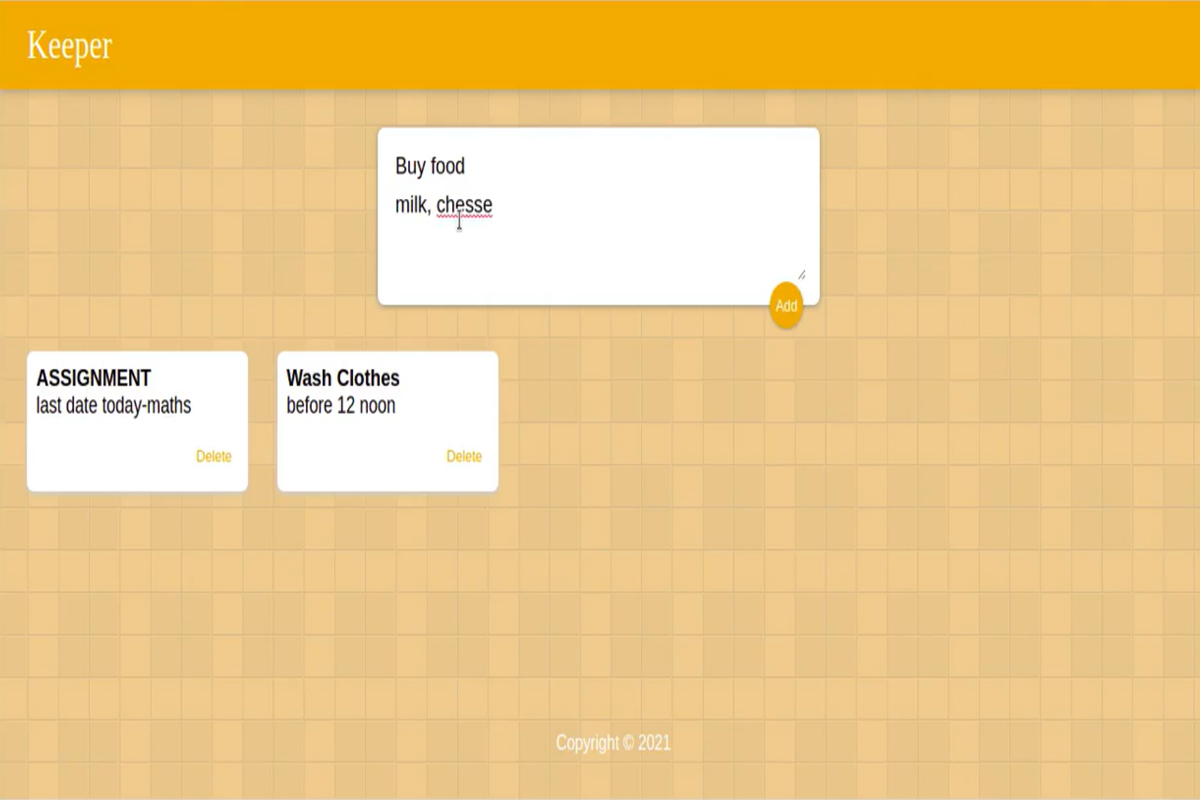 Keeper
Buy food
milk, chesse
Add
ASSIGNMENT
last date today-maths
Delete
Wash Clothes
before 12 noon
Delete
Copyright © 2021